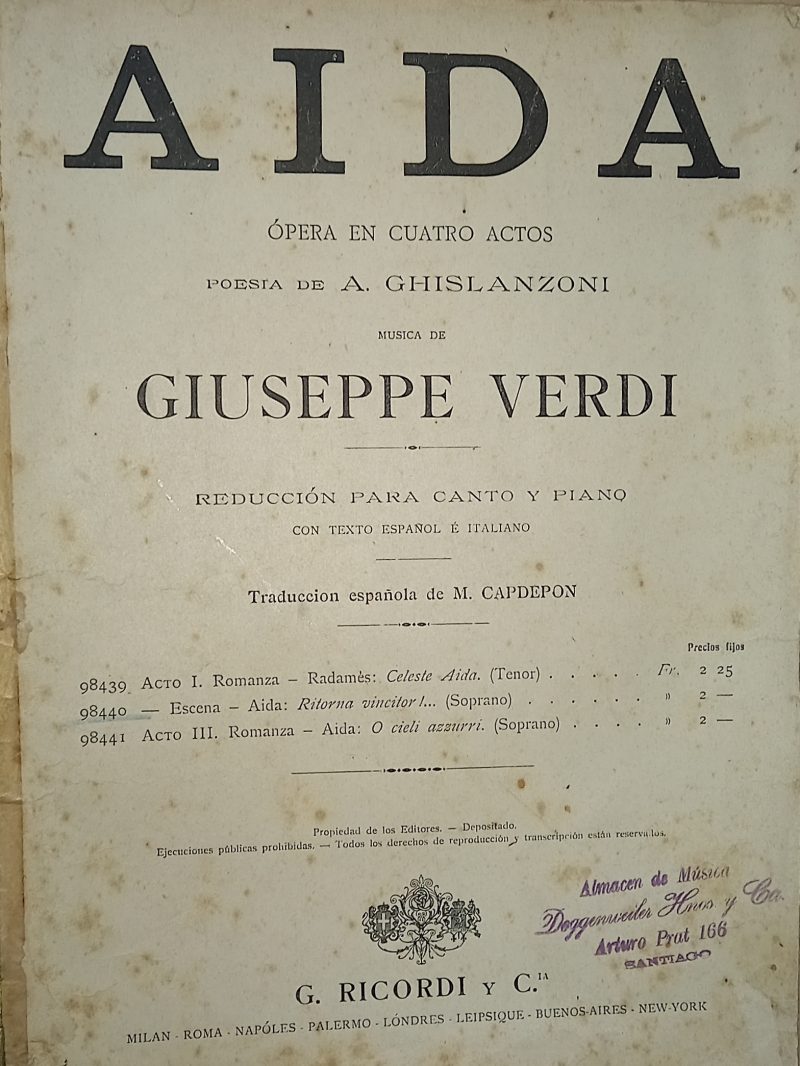 AIDA
ÓPERA EN CUATRO ACTOS
POESÍA DE A. GHISLANZONI
MUSICA DE
GIUSEPPE VERDI
REDUCCIÓN PARA CANTO Y PIANO
CON TEXTO ESPAÑOL É ITALIANO
Traduccion española de M. CAPDEPON
Precios fijos
98439 ACTO I. Romanza – Radamès: Celeste Aida. (Tenor) . . . . . Fr. 2 25
98440 — Escena – Aida: Ritorna vincitor!... (Soprano) . . . . . . » 2 —
98441 ACTO III. Romanza – Aida: O cieli azzurri. (Soprano) . . . . » 2 —
Propiedad de los Editores. — Depositado.
Ejecuciones públicas prohibidas. — Todos los derechos de reproducción y transcripción están reservados.
Almacen de Música
Doggenweiler Hnos y Ca.
Arturo Prat 166
SANTIAGO
G. RICORDI Y C.IA
MILAN - ROMA - NAPÓLES - PALERMO - LÓNDRES - LEIPSIQUE - BUENOS-AIRES - NEW-YORK